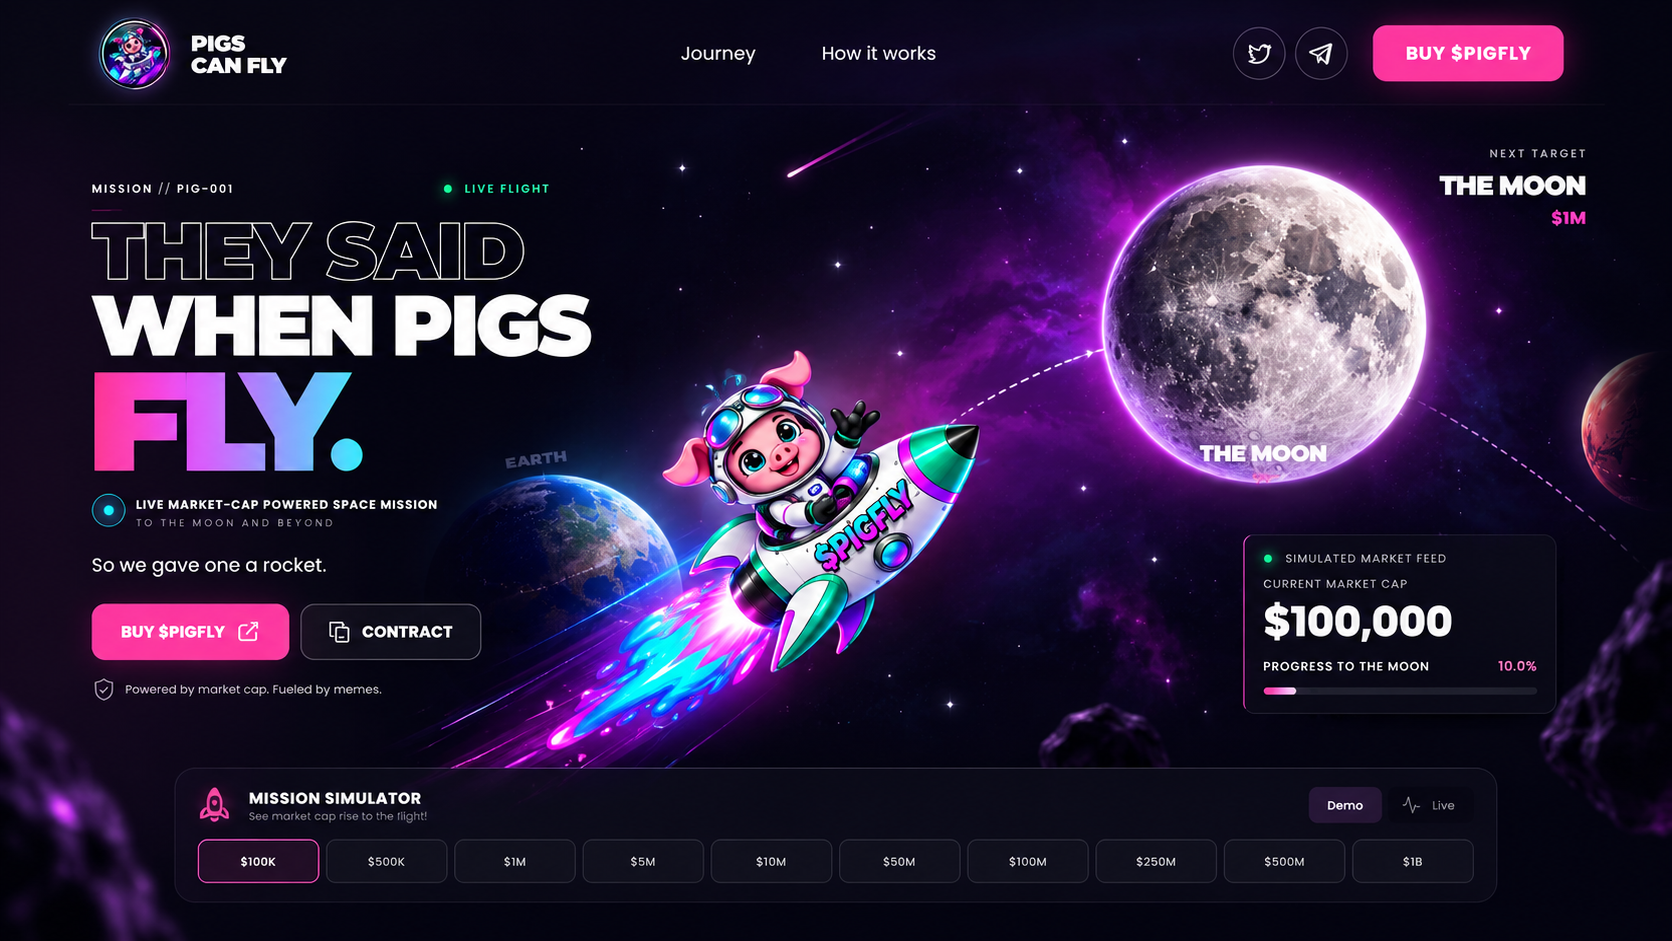 PIGS
CAN FLY
Journey
How it works
BUY $PIGFLY
MISSION // PIG-001
LIVE FLIGHT
THEY SAID
WHEN PIGS
FLY.
LIVE MARKET-CAP POWERED SPACE MISSION
TO THE MOON AND BEYOND
So we gave one a rocket.
BUY $PIGFLY
CONTRACT
Powered by market cap. Fueled by memes.
EARTH
$PIGFLY
NEXT TARGET
THE MOON
$1M
THE MOON
SIMULATED MARKET FEED
CURRENT MARKET CAP
$100,000
PROGRESS TO THE MOON 10.0%
MISSION SIMULATOR
See market cap rise to the flight!
Demo
Live
$100K $500K $1M $5M $10M $50M $100M $250M $500M $1B